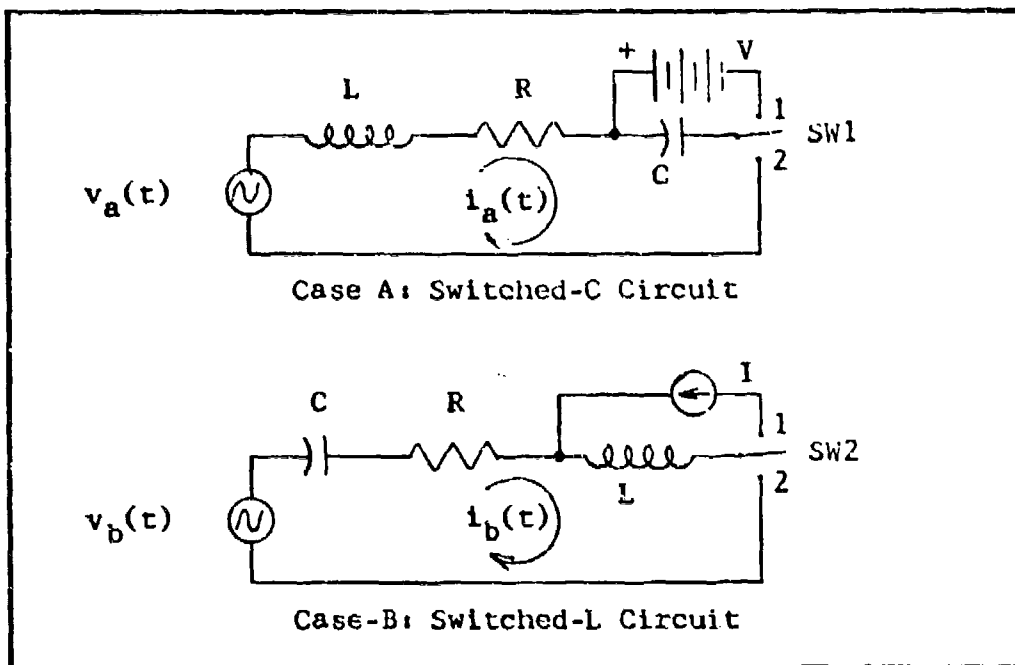 + V
L R
1
SW1
C 2
v_a(t)
i_a(t)
Case A: Switched-C Circuit
I
C R
1
SW2
L 2
v_b(t)
i_b(t)
Case-B: Switched-L Circuit